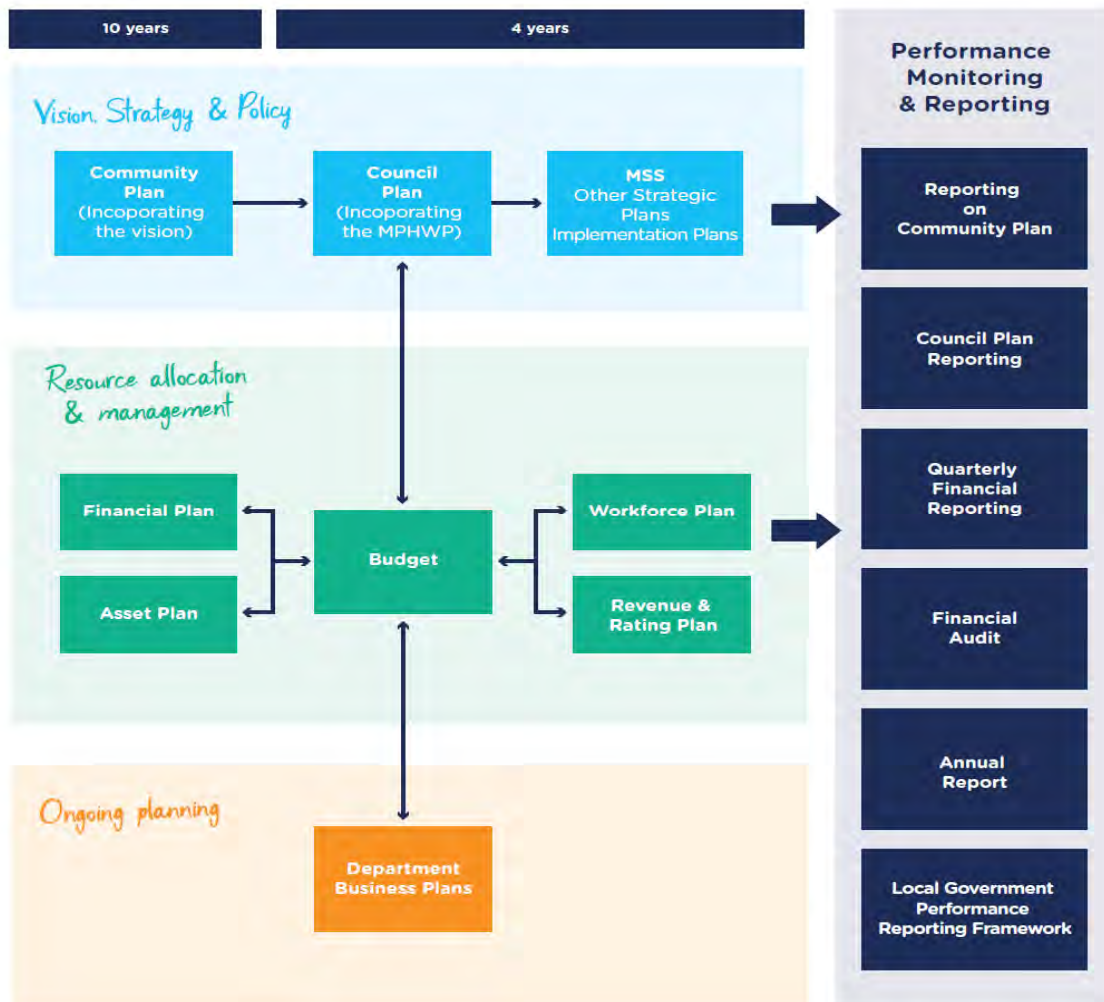 10 years
4 years
Vision, Strategy & Policy
Community
Plan
(Incoporating
the vision)
Council
Plan
(Incoporating
the MPHWP)
MSS
Other Strategic
Plans
Implementation Plans
Resource allocation
& management
Financial Plan
Asset Plan
Budget
Workforce Plan
Revenue &
Rating Plan
Ongoing planning
Department
Business Plans
Performance
Monitoring
& Reporting
Reporting
on
Community Plan
Council Plan
Reporting
Quarterly
Financial
Reporting
Financial
Audit
Annual
Report
Local Government
Performance
Reporting Framework